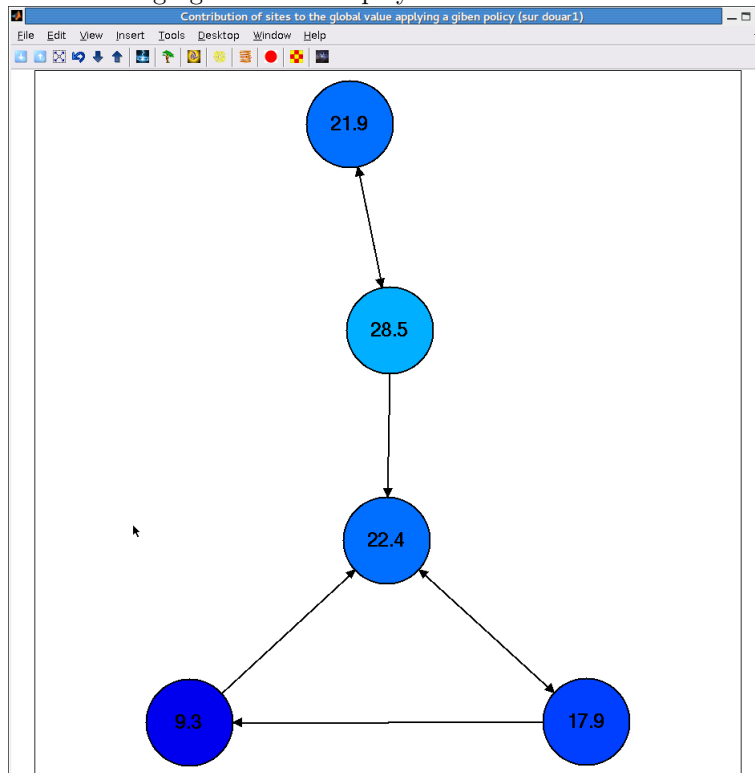 Contribution of sites to the global value applying a giben policy (sur douar1)
File Edit View Insert Tools Desktop Window Help
21.9
28.5
22.4
9.3
17.9